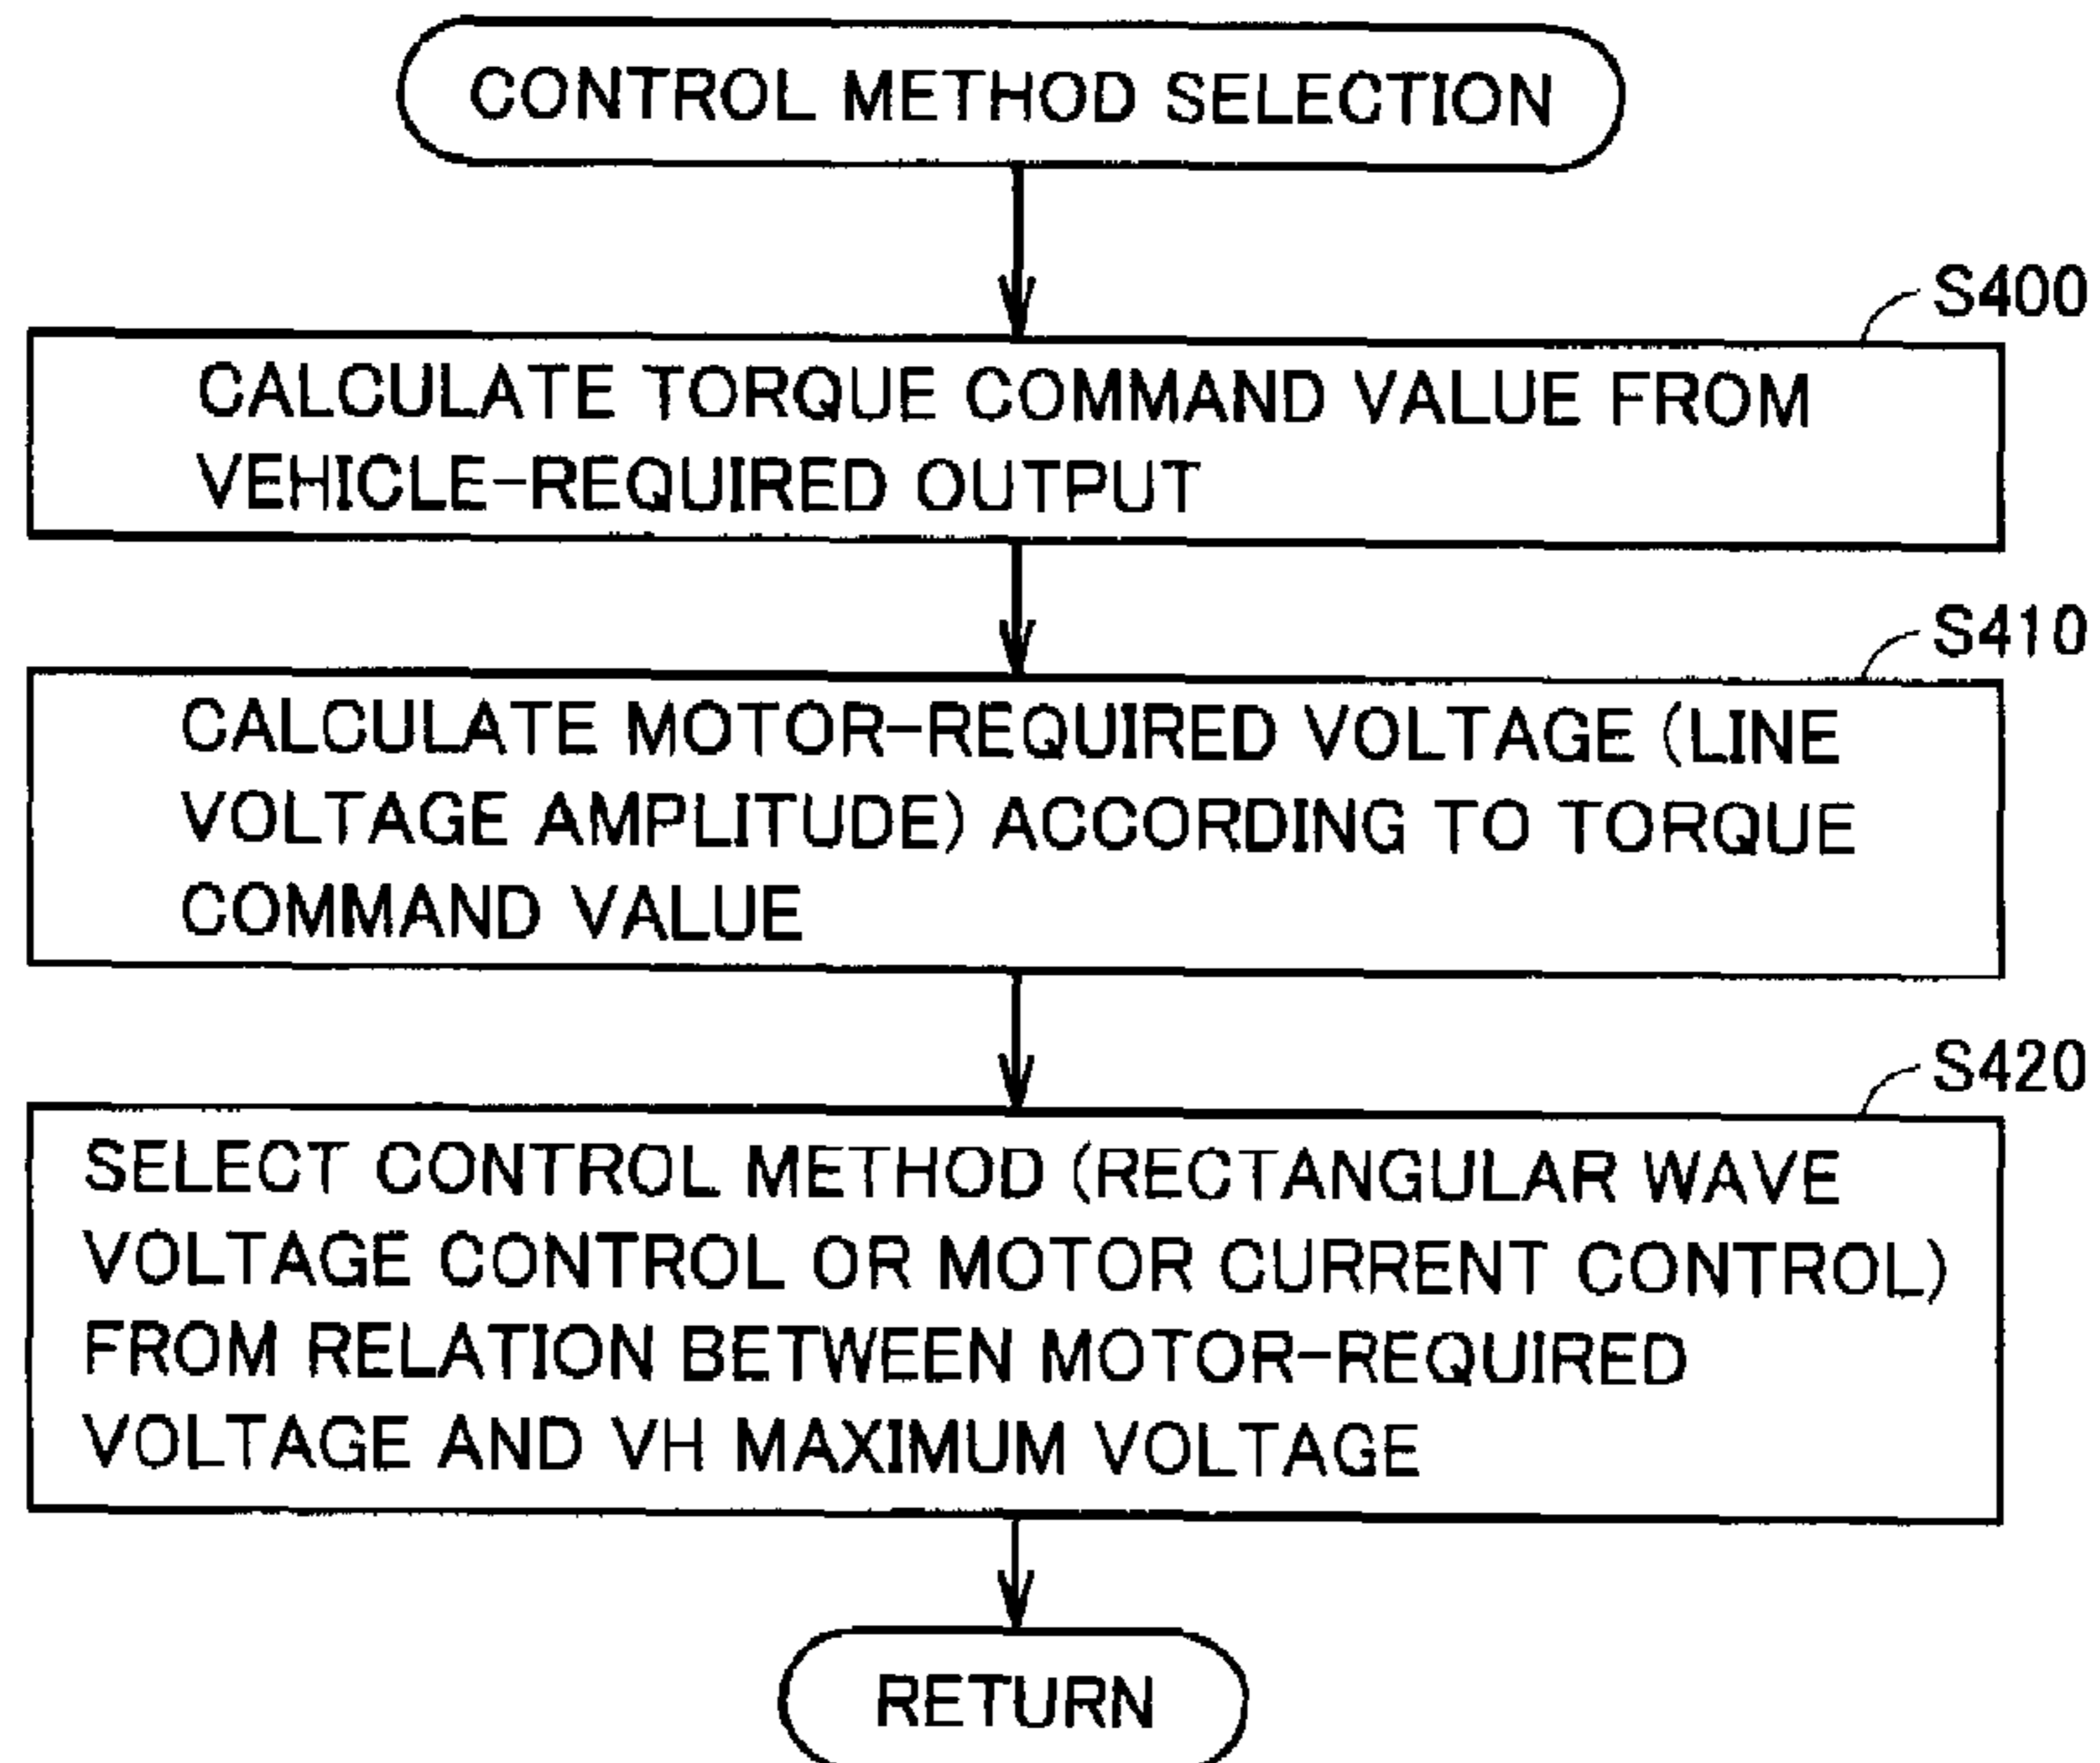 CONTROL METHOD SELECTION
S400
CALCULATE TORQUE COMMAND VALUE FROM
VEHICLE-REQUIRED OUTPUT
S410
CALCULATE MOTOR-REQUIRED VOLTAGE (LINE
VOLTAGE AMPLITUDE) ACCORDING TO TORQUE
COMMAND VALUE
S420
SELECT CONTROL METHOD (RECTANGULAR WAVE
VOLTAGE CONTROL OR MOTOR CURRENT CONTROL)
FROM RELATION BETWEEN MOTOR-REQUIRED
VOLTAGE AND VH MAXIMUM VOLTAGE
RETURN